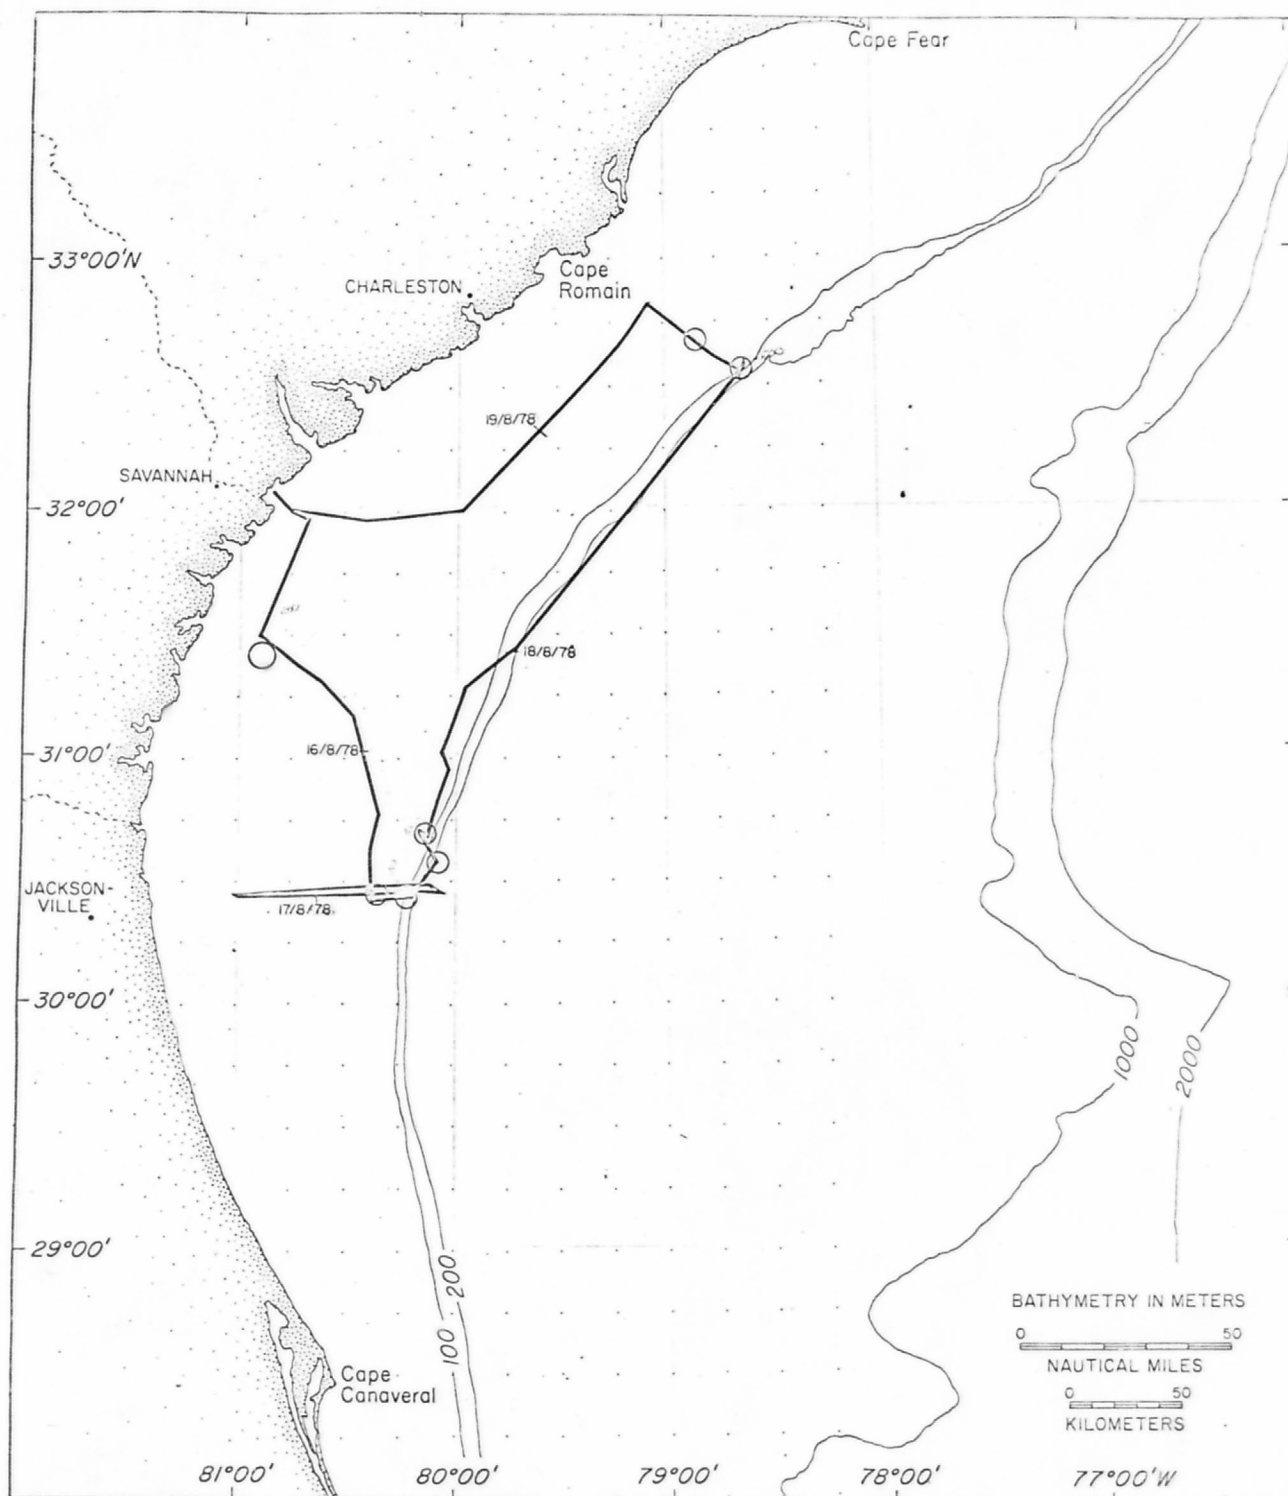 Cape Fear
33°00'N
Cape
Romain
CHARLESTON
19/8/78
SAVANNAH
32°00'
18/8/78
31°00'
16/8/78
JACKSON-
VILLE
17/8/78
30°00'
1000
2000
29°00'
200
100
BATHYMETRY IN METERS
0 50
NAUTICAL MILES
0 50
KILOMETERS
Cape
Canaveral
81°00'
80°00'
79°00'
78°00'
77°00'W